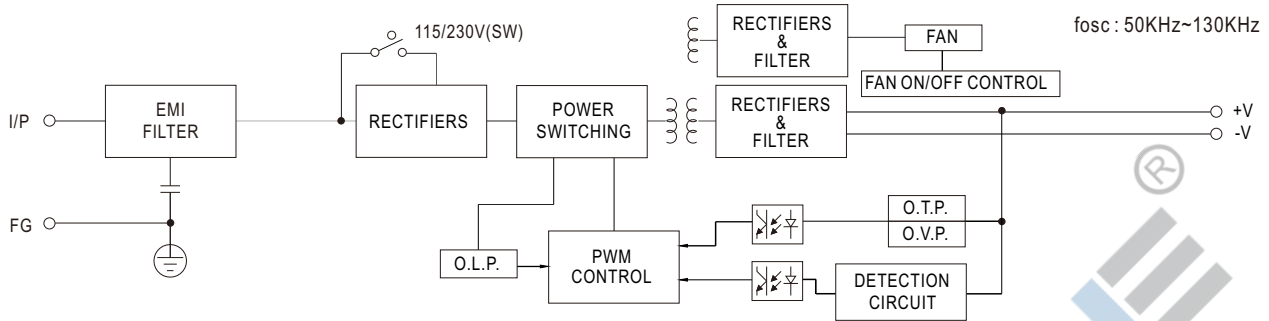 115/230V(SW)
RECTIFIERS
&
FILTER
FAN
fosc : 50KHz~130KHz
FAN ON/OFF CONTROL
I/P
EMI
FILTER
RECTIFIERS
POWER
SWITCHING
RECTIFIERS
&
FILTER
+V
-V
®
FG
O.L.P.
PWM
CONTROL
O.T.P.
O.V.P.
DETECTION
CIRCUIT